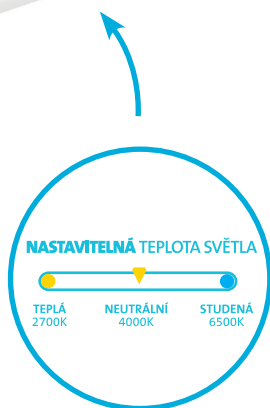 NASTAVITELNÁ TEPLOTA SVĚTLA
TEPLÁ NEUTRÁLNÍ STUDENÁ
2700K 4000K 6500K